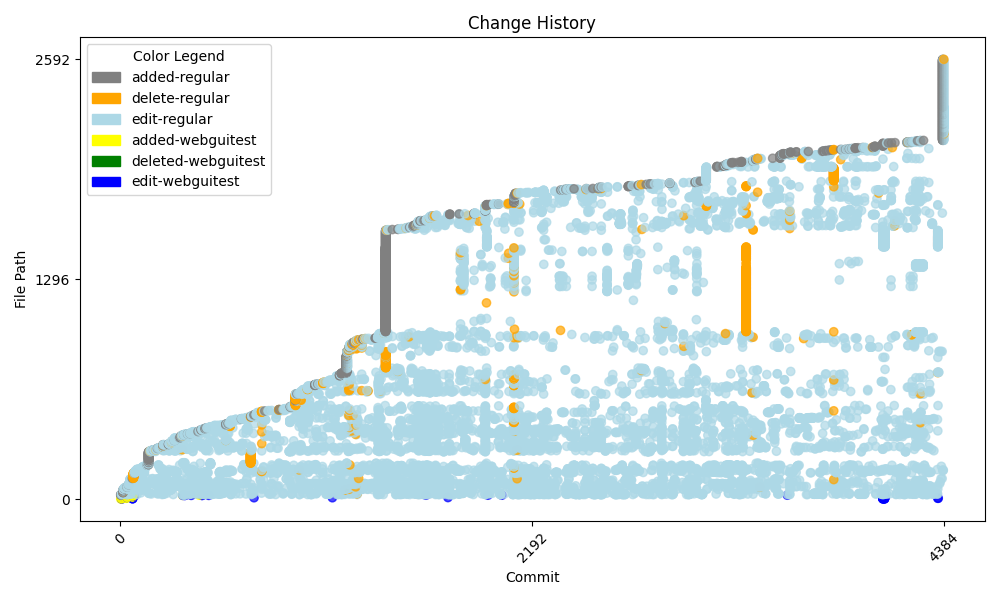 Change History
Color Legend
added-regular
delete-regular
edit-regular
added-webguitest
deleted-webguitest
edit-webguitest
File Path
2592
1296
0
0
2192
4384
Commit